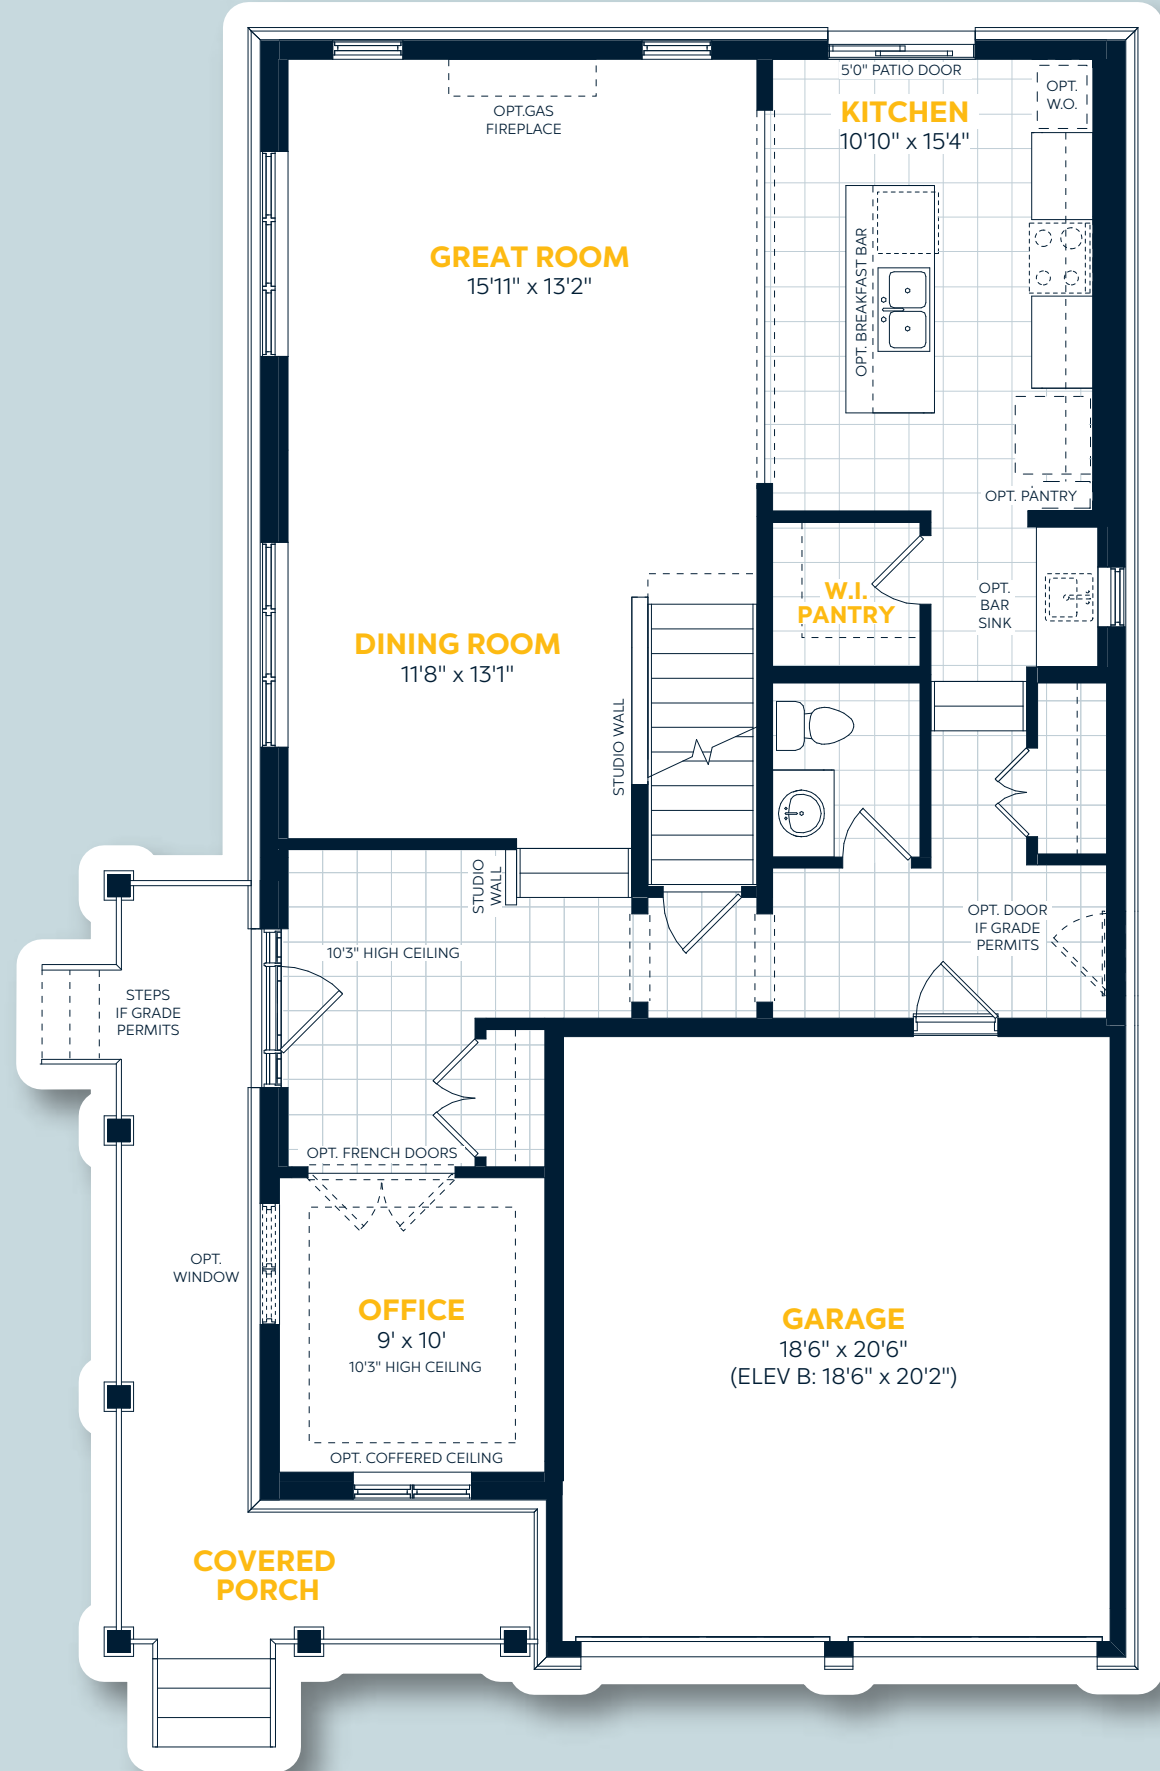 5'0" PATIO DOOR
OPT.
W.O.
KITCHEN
10'10" x 15'4"
OPT.GAS
FIREPLACE
GREAT ROOM
15'11" x 13'2"
OPT. BREAKFAST BAR
OPT. PANTRY
W.I.
PANTRY
OPT.
BAR
SINK
DINING ROOM
11'8" x 13'1"
STUDIO WALL
STUDIO
WALL
OPT. DOOR
IF GRADE
PERMITS
10'3" HIGH CEILING
STEPS
IF GRADE
PERMITS
OPT. FRENCH DOORS
OPT.
WINDOW
OFFICE
9' x 10'
10'3" HIGH CEILING
OPT. COFFERED CEILING
GARAGE
18'6" x 20'6"
(ELEV B: 18'6" x 20'2")
COVERED
PORCH